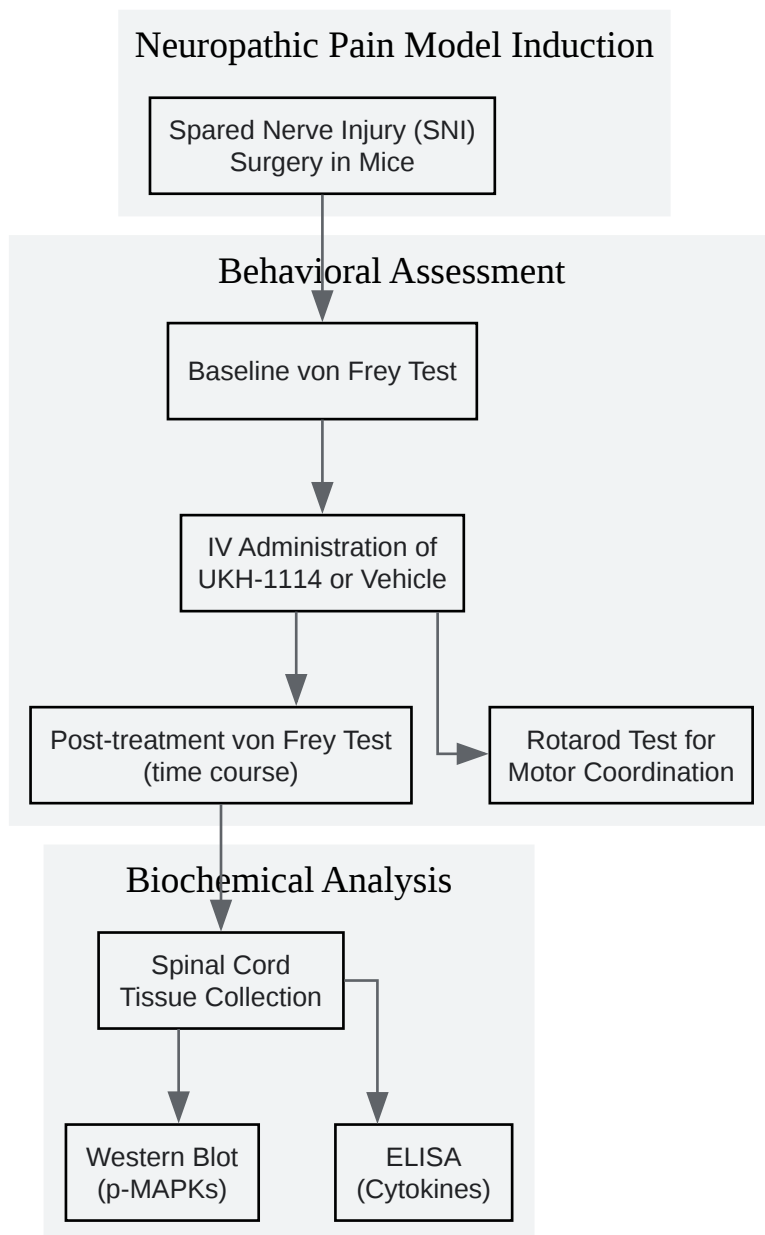 Neuropathic Pain Model Induction
Spared Nerve Injury (SNI)
Surgery in Mice
Behavioral Assessment
Baseline von Frey Test
IV Administration of
UKH-1114 or Vehicle
Post-treatment von Frey Test
(time course)
Rotarod Test for
Motor Coordination
Biochemical Analysis
Spinal Cord
Tissue Collection
Western Blot
(p-MAPKs)
ELISA
(Cytokines)